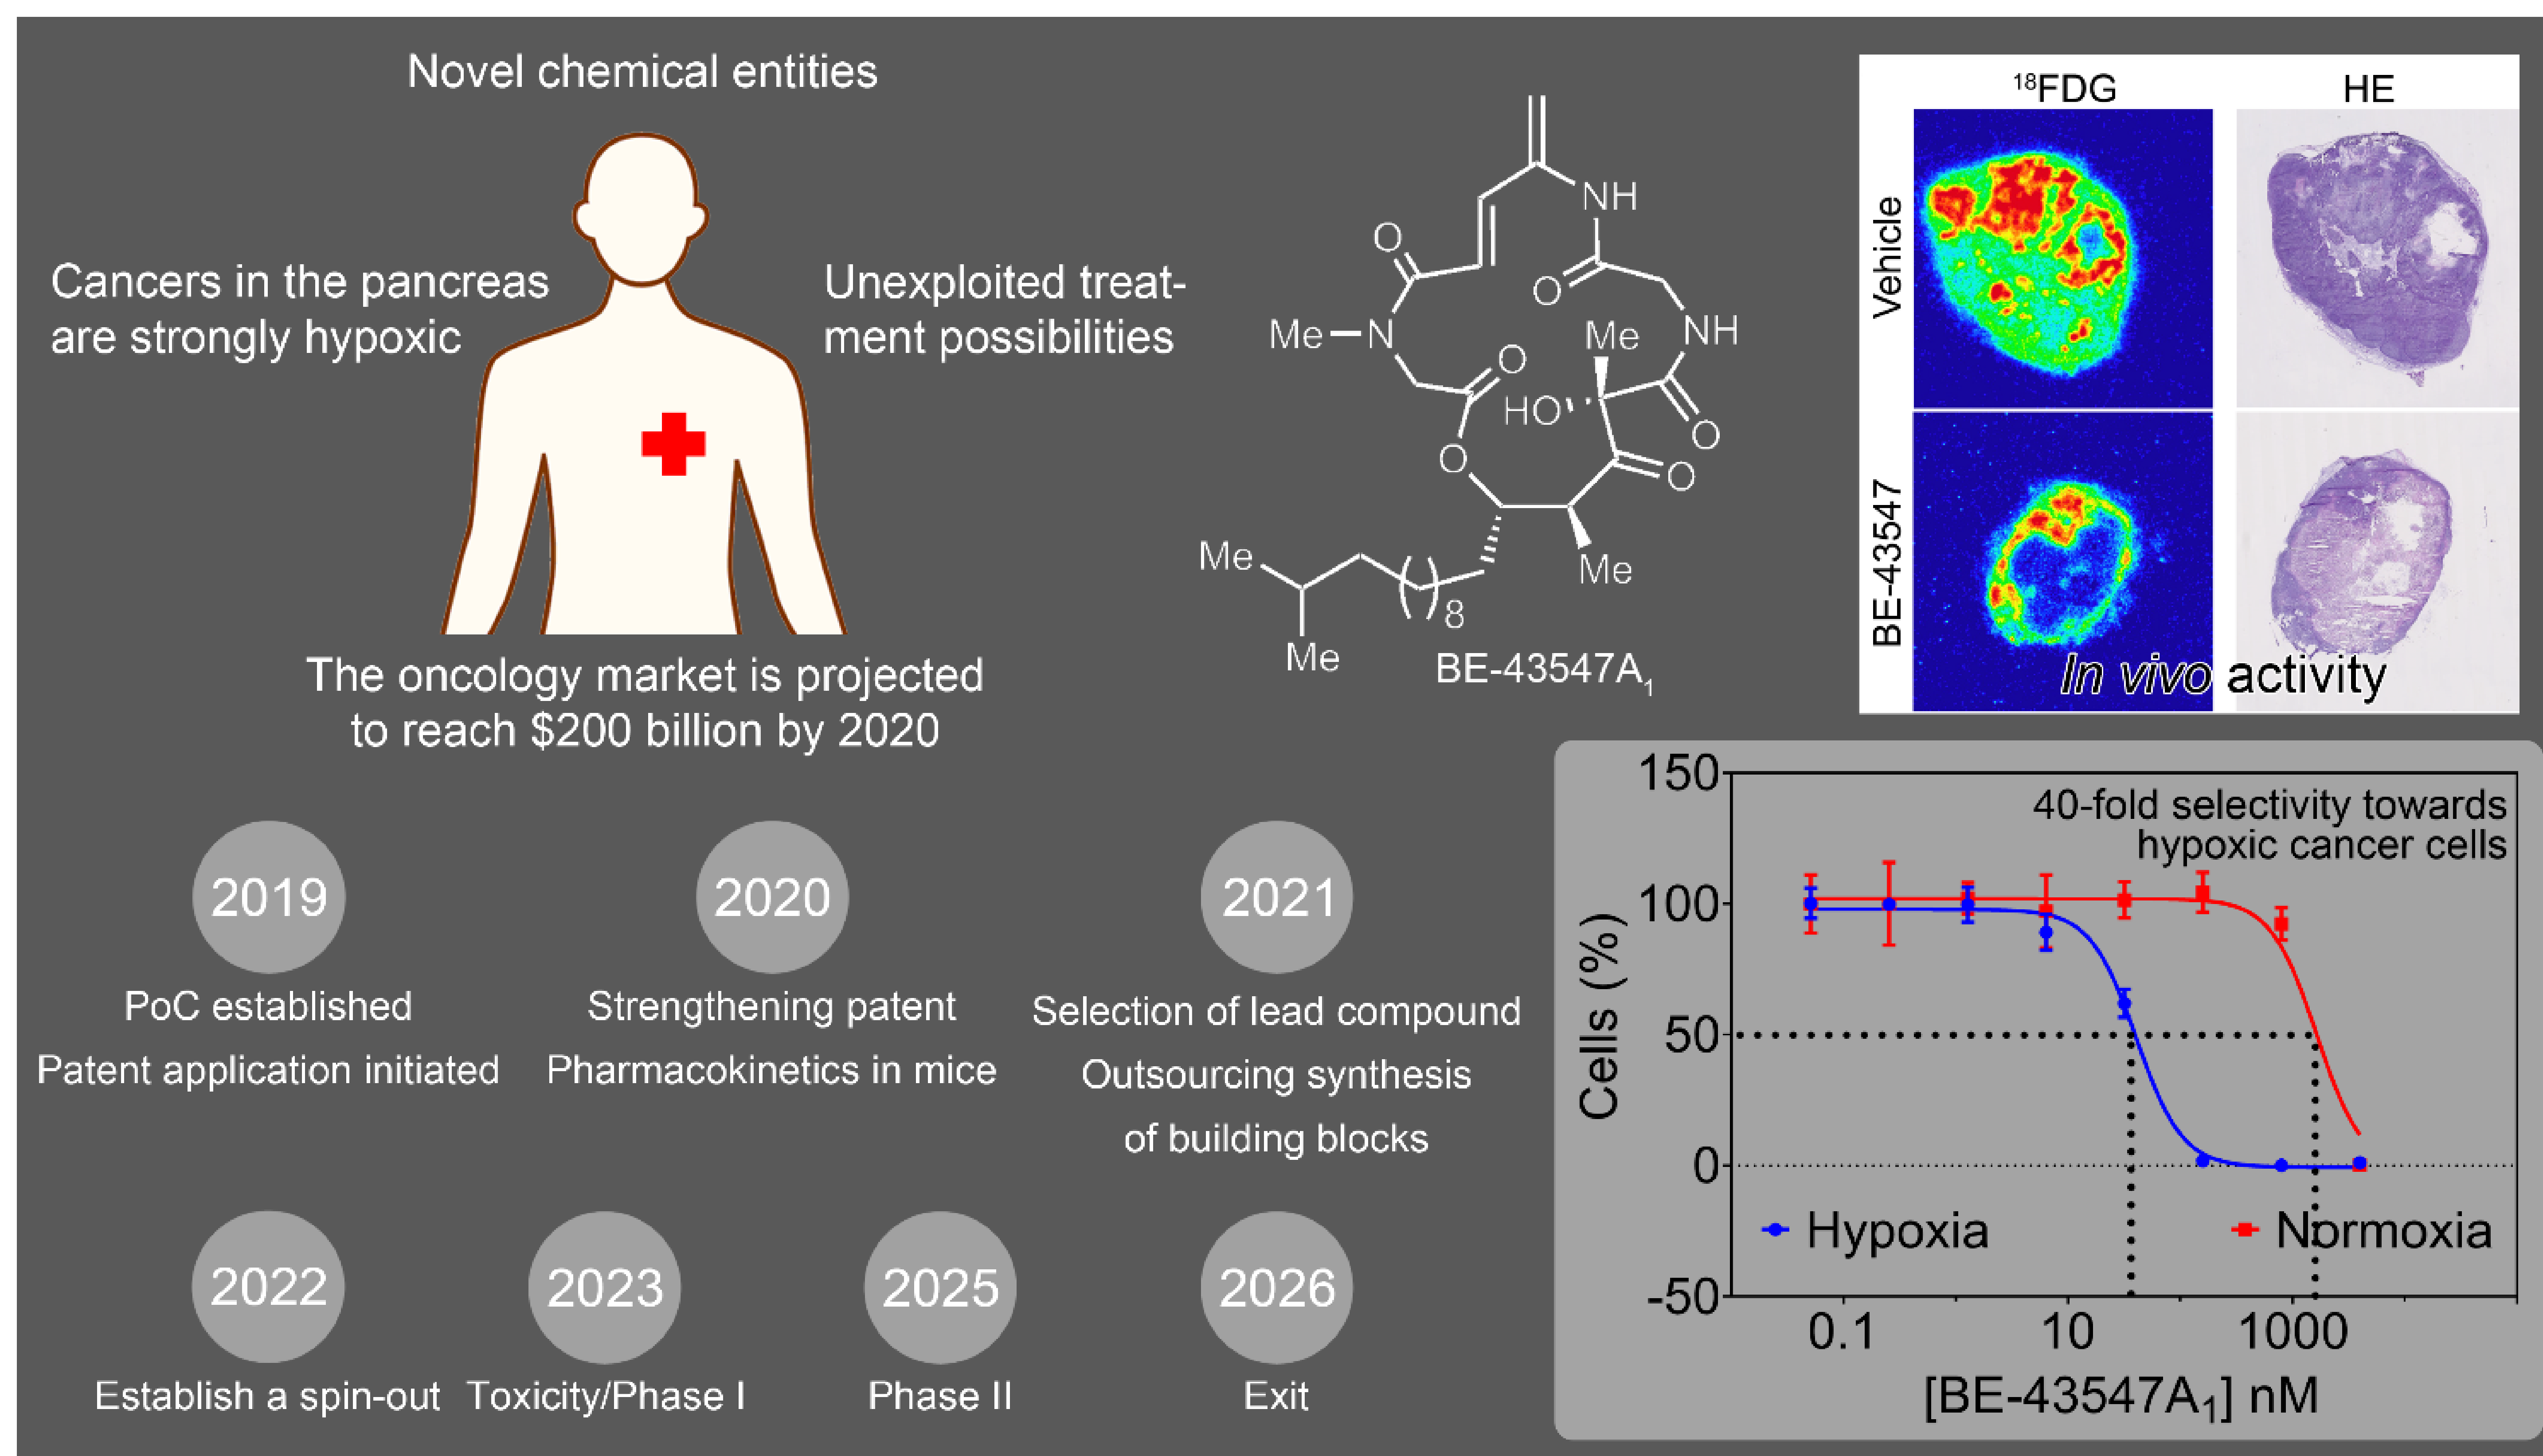 Novel chemical entities
Cancers in the pancreas
are strongly hypoxic
Unexploited treat-
ment possibilities
The oncology market is projected
to reach $200 billion by 2020
NH
O
O
Me
N
Me
NH
O
HO
O
O
O
Me
Me
8
Me
BE-43547A₁
¹⁸FDG
HE
Vehicle
BE-43547
In vivo activity
2019
PoC established
Patent application initiated
2020
Strengthening patent
Pharmacokinetics in mice
2021
Selection of lead compound
Outsourcing synthesis
of building blocks
2022
Establish a spin-out
2023
Toxicity/Phase I
2025
Phase II
2026
Exit
40-fold selectivity towards
hypoxic cancer cells
Cells (%)
150
100
50
0
-50
Hypoxia
Normoxia
0.1
10
1000
[BE-43547A₁] nM